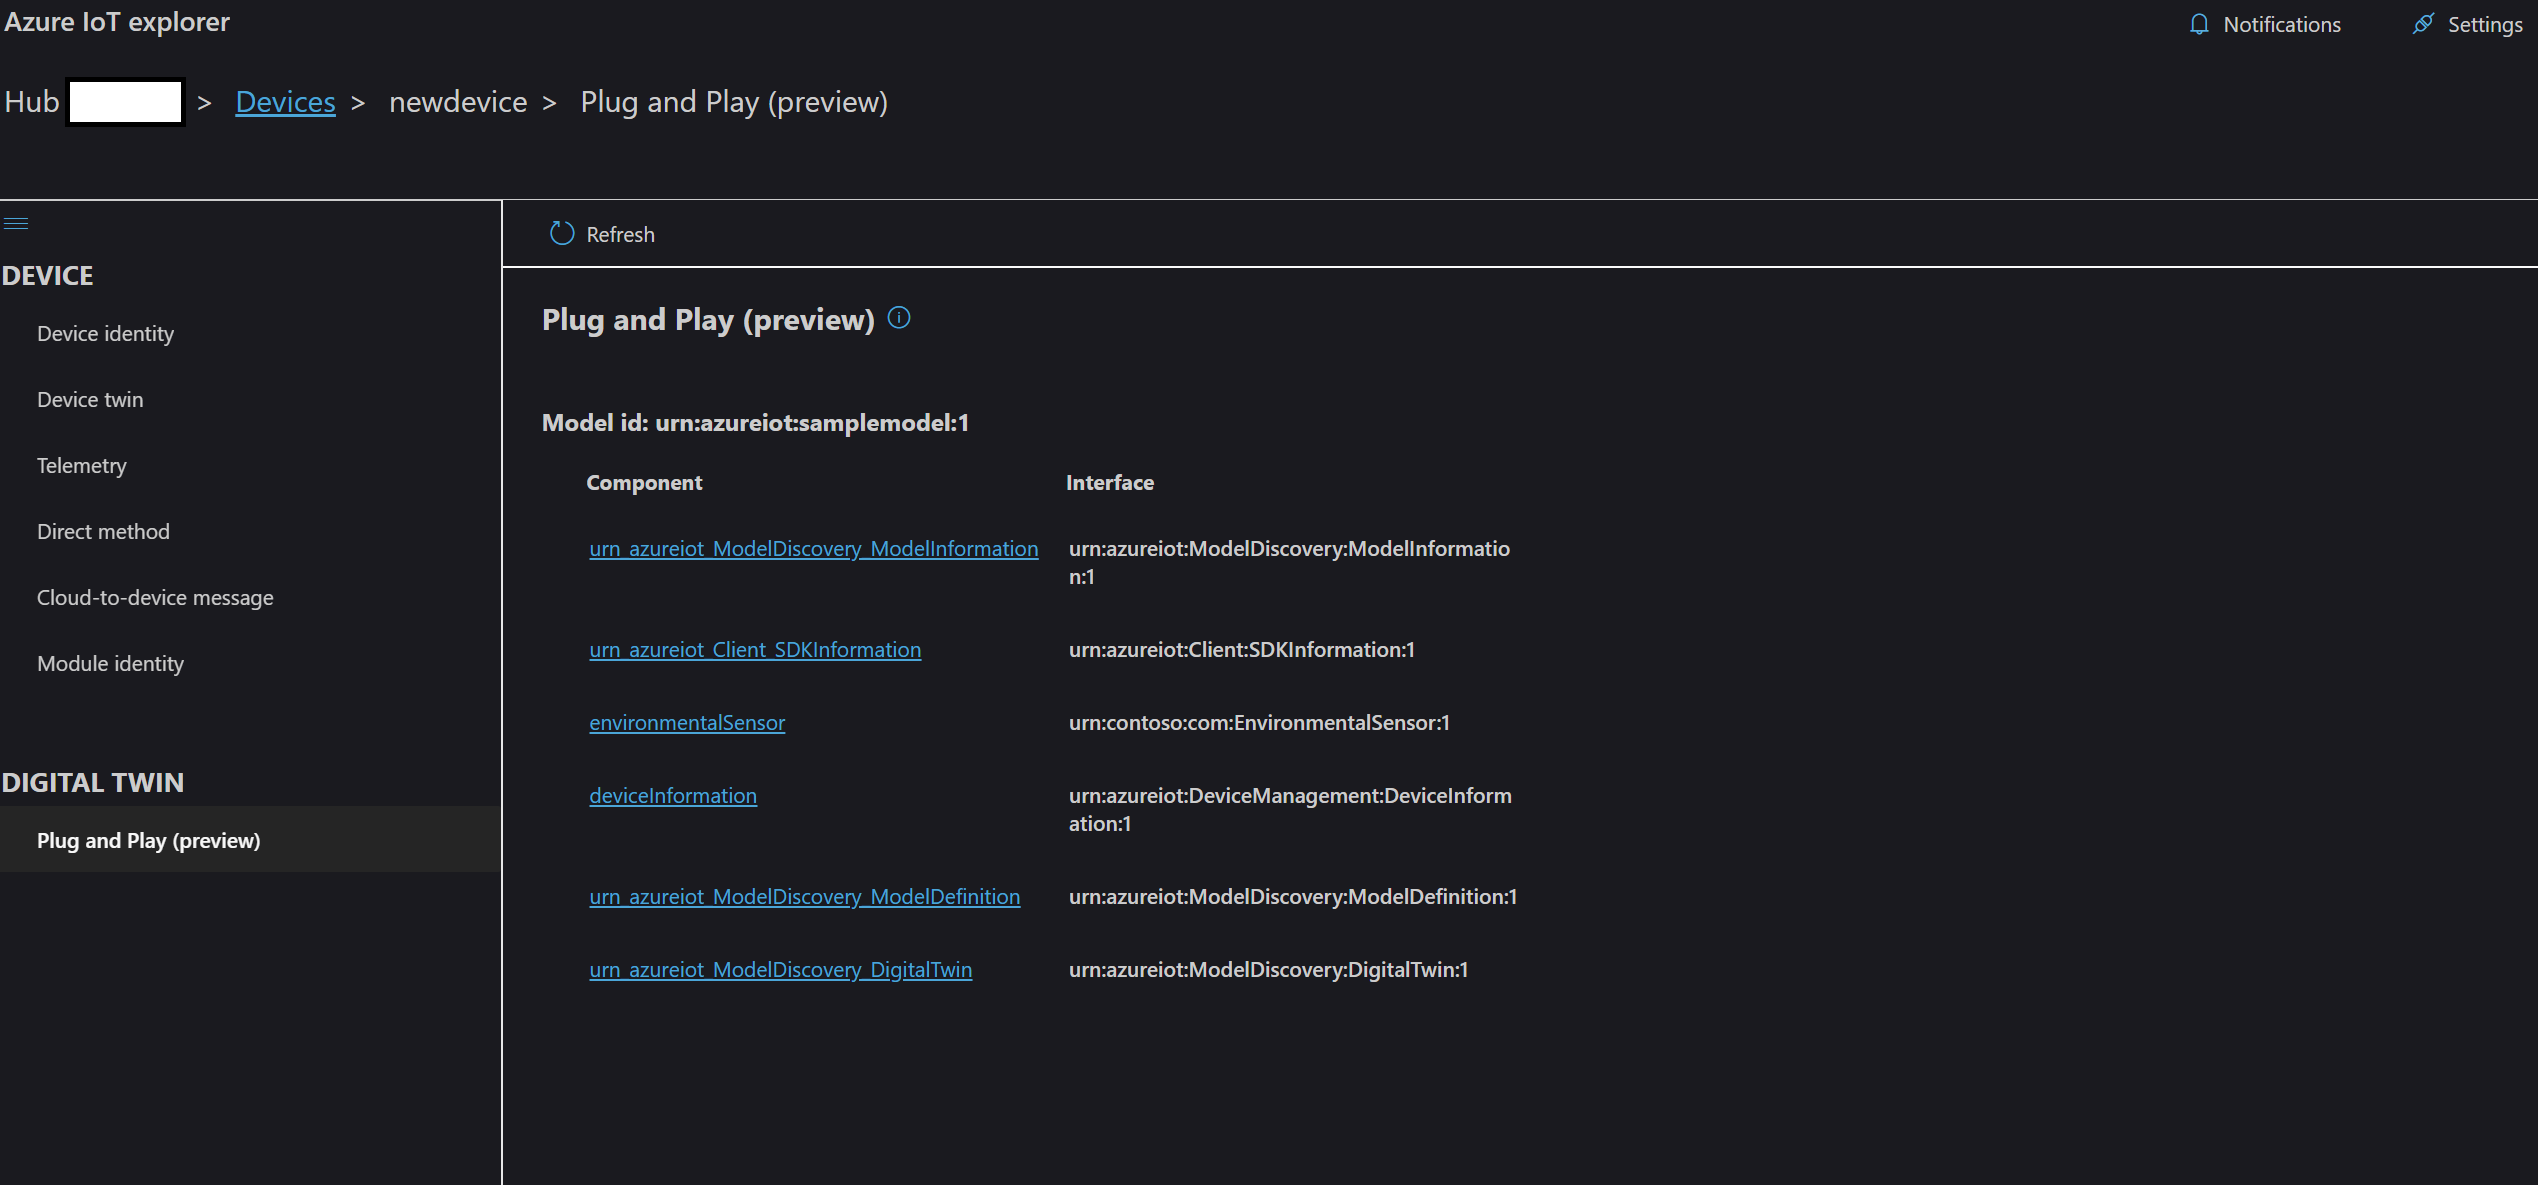 Azure IoT explorer
Notifications
Settings
Hub > Devices > newdevice > Plug and Play (preview)
Refresh
DEVICE
Device identity
Device twin
Telemetry
Direct method
Cloud-to-device message
Module identity
DIGITAL TWIN
Plug and Play (preview)
Plug and Play (preview)
Model id: urn:azureiot:samplemodel:1
Component Interface
urn_azureiot_ModelDiscovery_ModelInformation urn:azureiot:ModelDiscovery:ModelInformatio
n:1
urn_azureiot_Client_SDKInformation urn:azureiot:Client:SDKInformation:1
environmentalSensor urn:contoso:com:EnvironmentalSensor:1
deviceInformation urn:azureiot:DeviceManagement:DeviceInform
ation:1
urn_azureiot_ModelDiscovery_ModelDefinition urn:azureiot:ModelDiscovery:ModelDefinition:1
urn_azureiot_ModelDiscovery_DigitalTwin urn:azureiot:ModelDiscovery:DigitalTwin:1